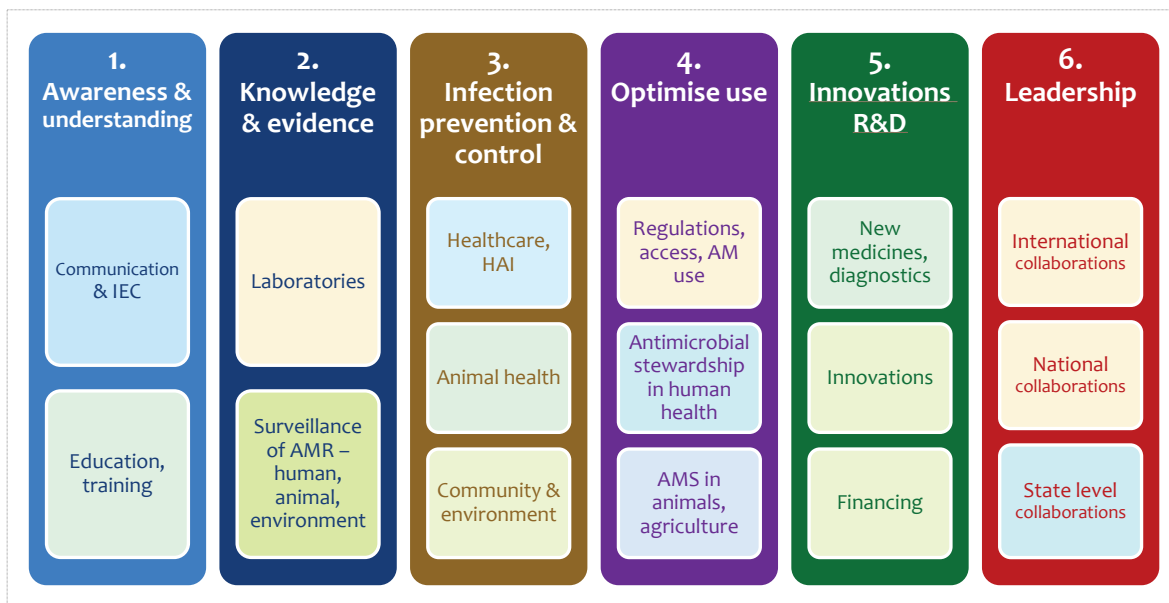 1.
Awareness &
understanding
Communication
& IEC
Education,
training
2.
Knowledge
& evidence
Laboratories
Surveillance
of AMR –
human,
animal,
environment
3.
Infection
prevention &
control
Healthcare,
HAI
Animal health
Community &
environment
4.
Optimise use
Regulations,
access, AM
use
Antimicrobial
stewardship
in human
health
AMS in
animals,
agriculture
5.
Innovations
R&D
New
medicines,
diagnostics
Innovations
Financing
6.
Leadership
International
collaborations
National
collaborations
State level
collaborations